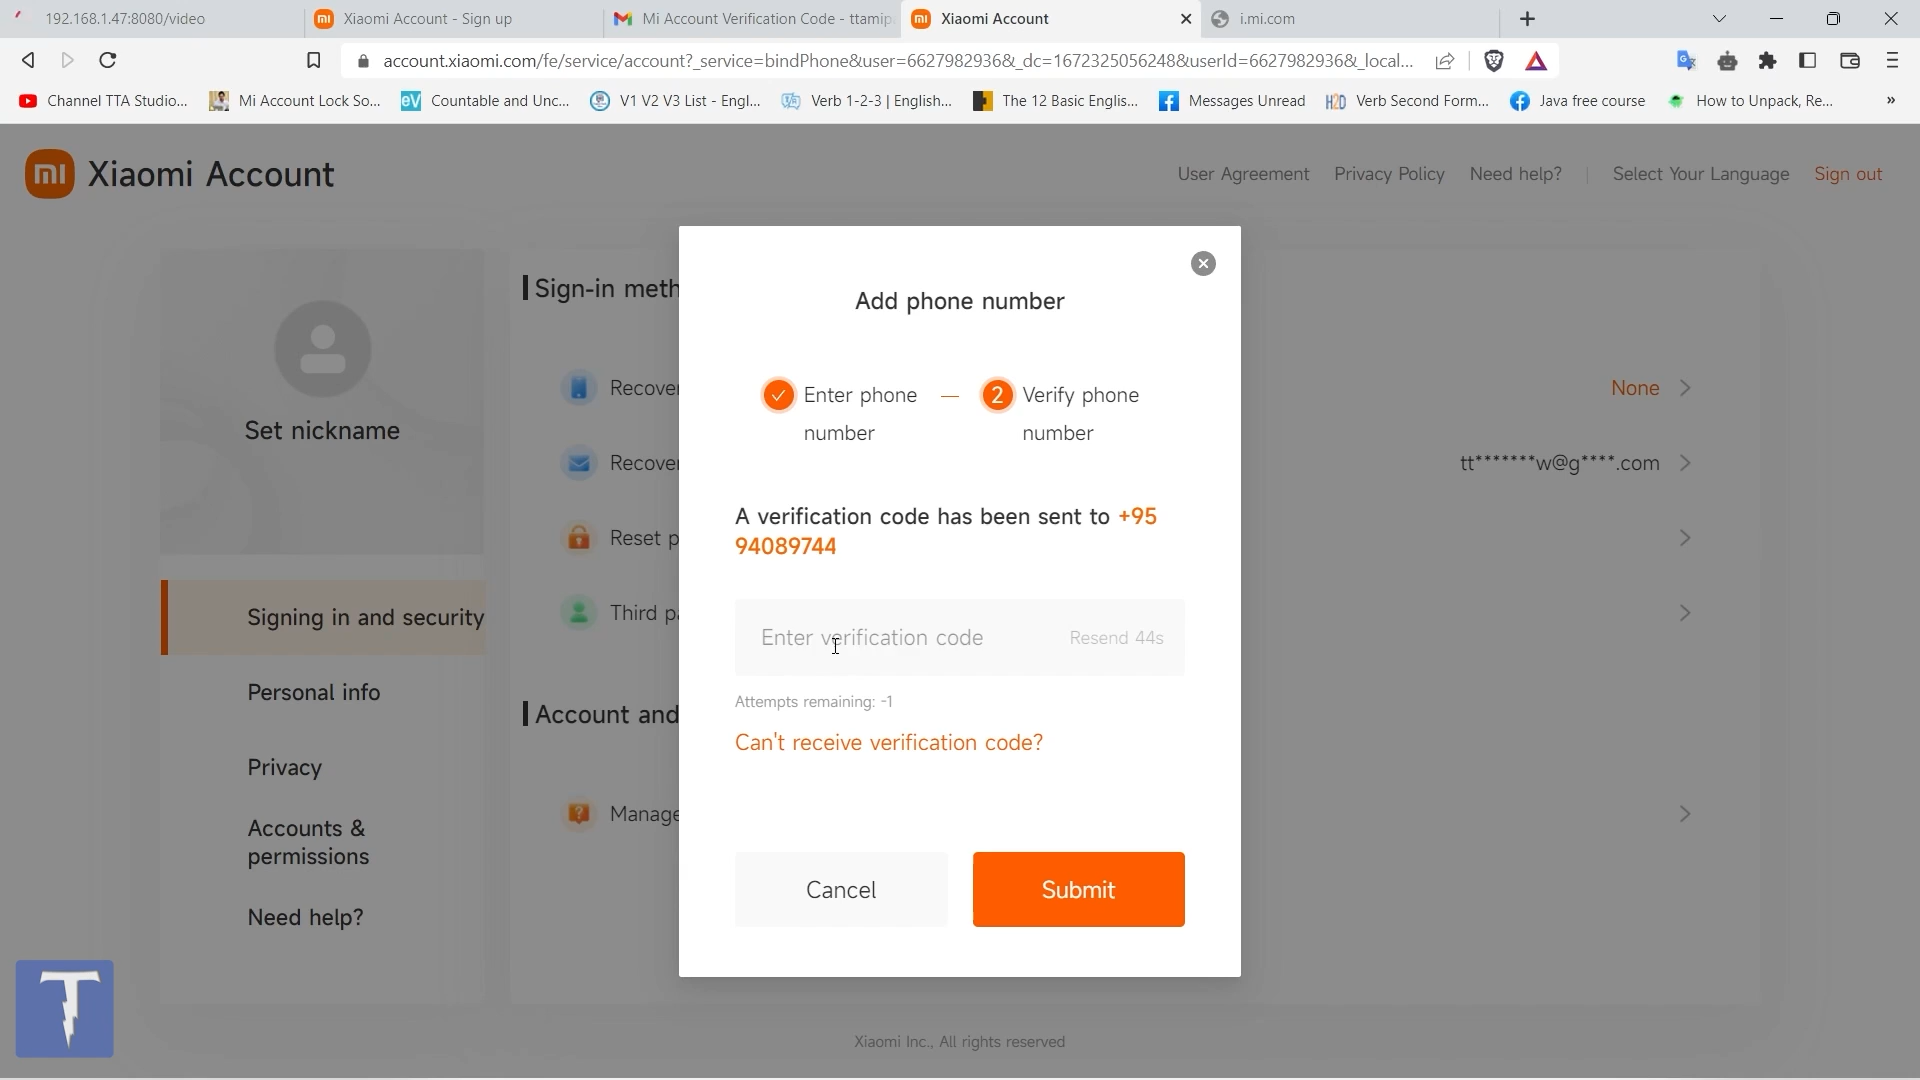 192.168.1.47:8080/video
Xiaomi Account - Sign up
Mi Account Verification Code - ttamip
Xiaomi Account
i.mi.com
account.xiaomi.com/fe/service/account?_service=bindPhone&user=6627982936&_dc=1672325056248&userId=6627982936&_local...
Channel TTA Studio...
Mi Account Lock So...
Countable and Unc...
V1 V2 V3 List - Engl...
Verb 1-2-3 | English...
The 12 Basic Englis...
Messages Unread
Verb Second Form...
Java free course
How to Unpack, Re...
»
mi Xiaomi Account
User Agreement
Privacy Policy
Need help?
Select Your Language
Sign out
Set nickname
Signing in and security
Personal info
Privacy
Accounts &
permissions
Need help?
Sign-in meth
Recove
None
Recove
tt*******w@g****.com
Reset p
Third pa
Account and
Manage
Add phone number
Enter phone
number
2 Verify phone
number
A verification code has been sent to +95
94089744
Enter verification code
Resend 44s
Attempts remaining: -1
Can't receive verification code?
Cancel
Submit
T
Xiaomi Inc., All rights reserved